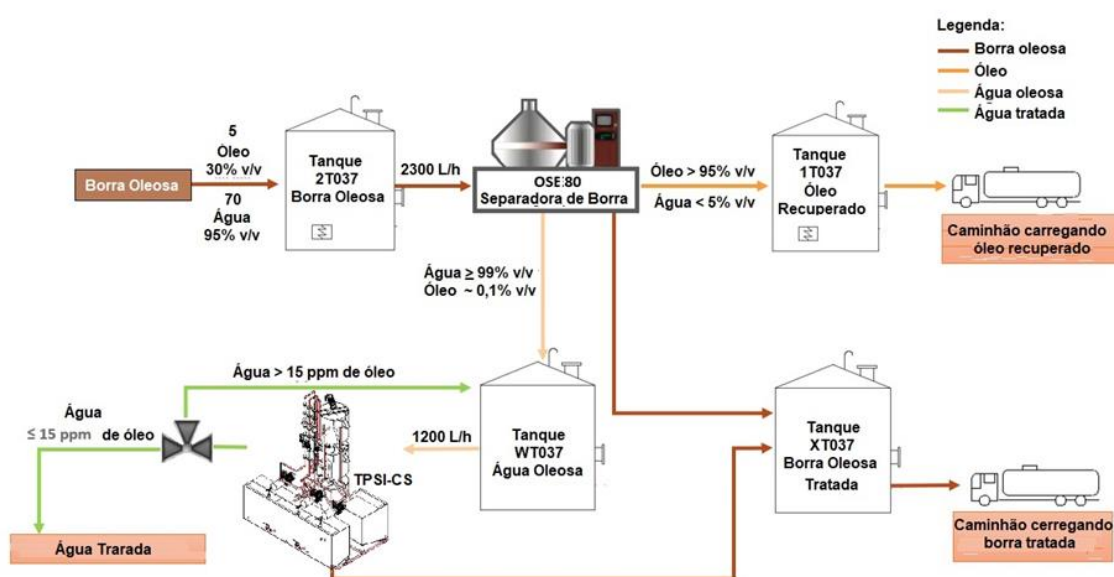 Legenda:
Borra oleosa
Óleo
Água oleosa
Água tratada
Borra Oleosa
5
Óleo
30% v/v
70
Água
95% v/v
Tanque
2T037
Borra Oleosa
2300 L/h
OSE80
Separadora de Borra
Óleo > 95% v/v
Água < 5% v/v
Tanque
1T037
Óleo
Recuperado
Caminhão carregando
óleo recuperado
Água ≥ 99% v/v
Óleo ~ 0,1% v/v
Água > 15 ppm de óleo
Água
≤ 15 ppm de óleo
1200 L/h
TPSI-CS
Tanque
WT037
Água Oleosa
Tanque
XT037
Borra Oleosa
Tratada
Caminhão cerregando
borra tratada
Água Trarada